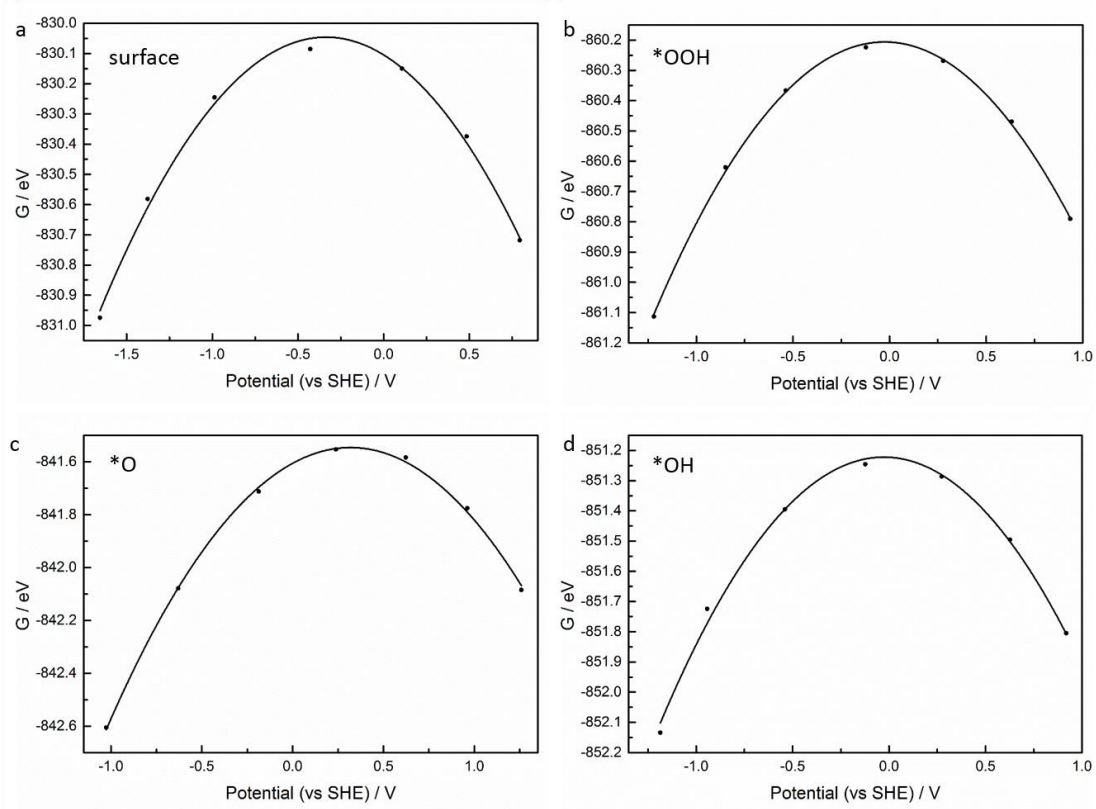 a
surface
-830.0
-830.1
-830.2
-830.3
-830.4
-830.5
-830.6
-830.7
-830.8
-830.9
-831.0
G / eV
-1.5 -1.0 -0.5 0.0 0.5
Potential (vs SHE) / V
b
*OOH
-860.2
-860.3
-860.4
-860.5
-860.6
-860.7
-860.8
-860.9
-861.0
-861.1
-861.2
G / eV
-1.0 -0.5 0.0 0.5 1.0
Potential (vs SHE) / V
c
*O
-841.6
-841.8
-842.0
-842.2
-842.4
-842.6
G / eV
-1.0 -0.5 0.0 0.5 1.0
Potential (vs SHE) / V
d
*OH
-851.2
-851.3
-851.4
-851.5
-851.6
-851.7
-851.8
-851.9
-852.0
-852.1
-852.2
G / eV
-1.0 -0.5 0.0 0.5 1.0
Potential (vs SHE) / V